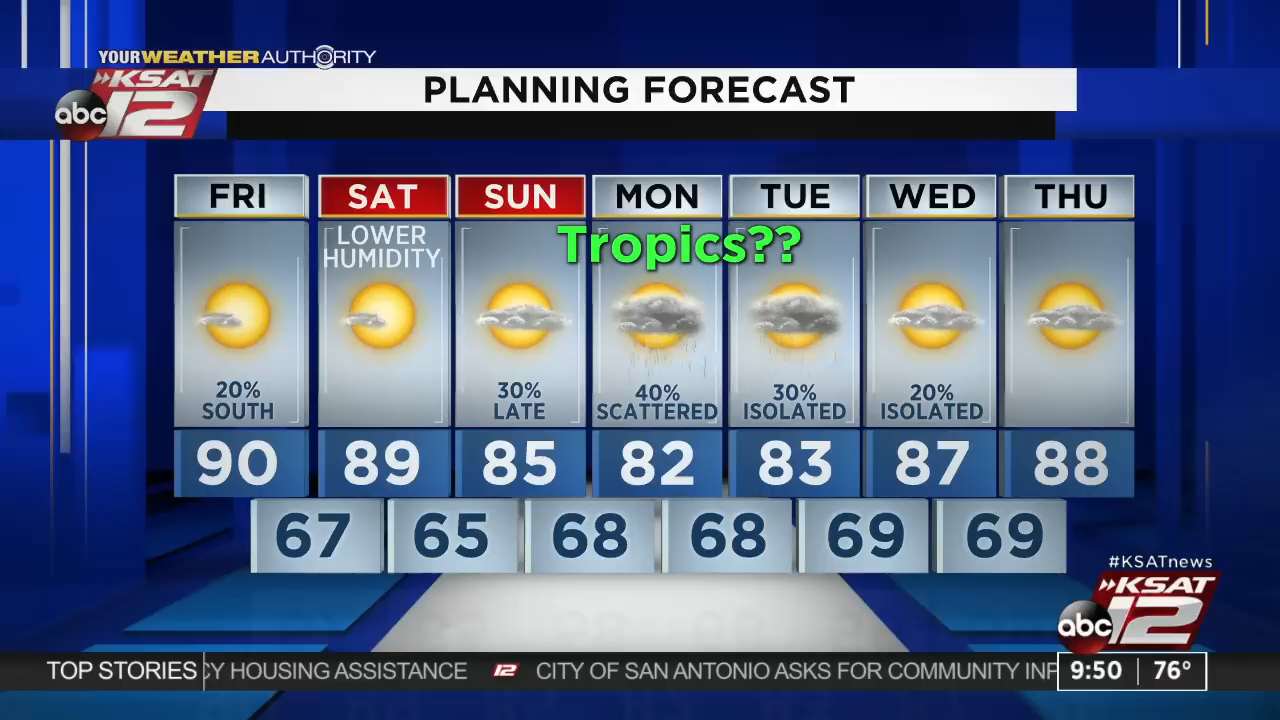 YOURWEATHERAUTHORITY
KSAT
abc 12
PLANNING FORECAST
FRI SAT SUN MON TUE WED THU
LOWER
HUMIDITY
Tropics??
20% 30% 40% 30% 20%
SOUTH LATE SCATTERED ISOLATED ISOLATED
90 89 85 82 83 87 88
67 65 68 68 69 69
#KSATnews
KSAT
abc 12
TOP STORIES CY HOUSING ASSISTANCE 12 CITY OF SAN ANTONIO ASKS FOR COMMUNITY INF 9:50 76°